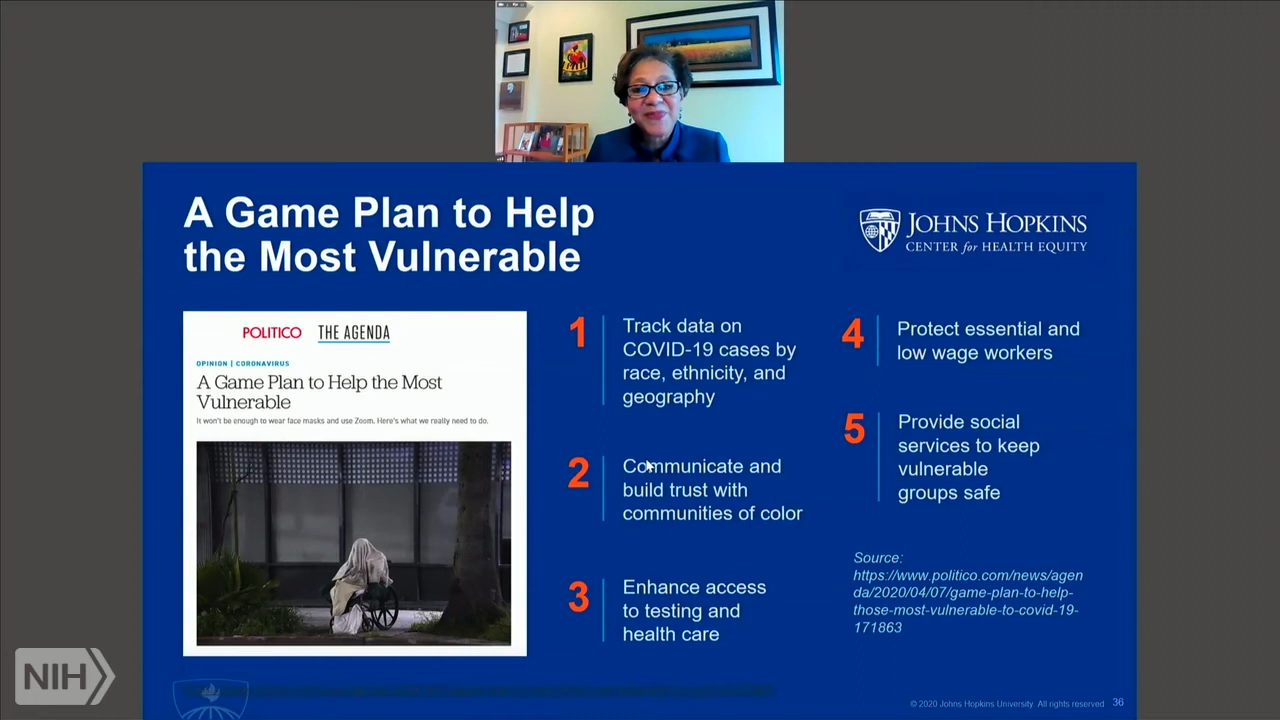 A Game Plan to Help
the Most Vulnerable
JOHNS HOPKINS
CENTER for HEALTH EQUITY
POLITICO THE AGENDA
OPINION | CORONAVIRUS
A Game Plan to Help the Most
Vulnerable
It won't be enough to wear face masks and use Zoom. Here's what we really need to do.
1
Track data on
COVID-19 cases by
race, ethnicity, and
geography
2
Communicate and
build trust with
communities of color
3
Enhance access
to testing and
health care
4
Protect essential and
low wage workers
5
Provide social
services to keep
vulnerable
groups safe
Source:
https://www.politico.com/news/agen
da/2020/04/07/game-plan-to-help-
those-most-vulnerable-to-covid-19-
171863
NIH
© 2020 Johns Hopkins University. All rights reserved 36